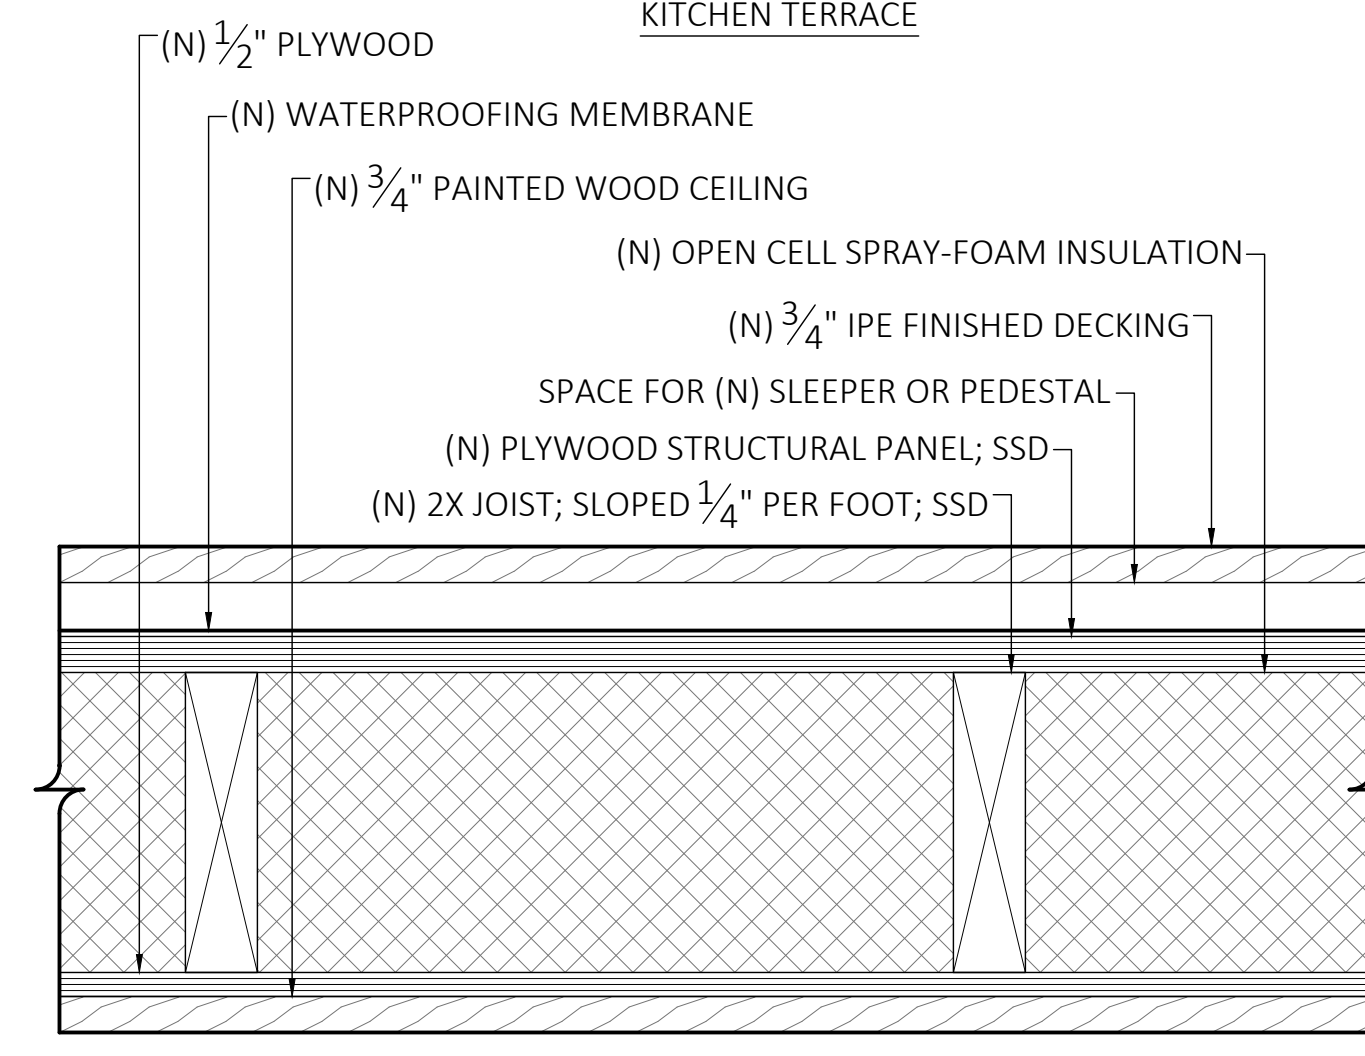 KITCHEN TERRACE
(N) 1/2" PLYWOOD
(N) WATERPROOFING MEMBRANE
(N) 3/4" PAINTED WOOD CEILING
(N) OPEN CELL SPRAY-FOAM INSULATION
(N) 3/4" IPE FINISHED DECKING
SPACE FOR (N) SLEEPER OR PEDESTAL
(N) PLYWOOD STRUCTURAL PANEL; SSD
(N) 2X JOIST; SLOPED 1/4" PER FOOT; SSD